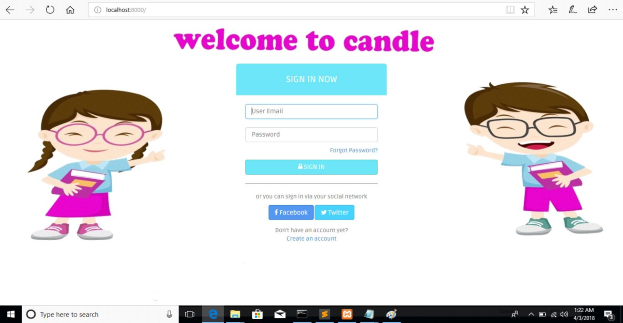 localhost:8000/
welcome to candle
SIGN IN NOW
User Email
Password
Forgot Password?
SIGN IN
or you can sign in via your social network
Facebook
Twitter
Don't have an account yet?
Create an account
Type here to search
1:22 AM
4/3/2018